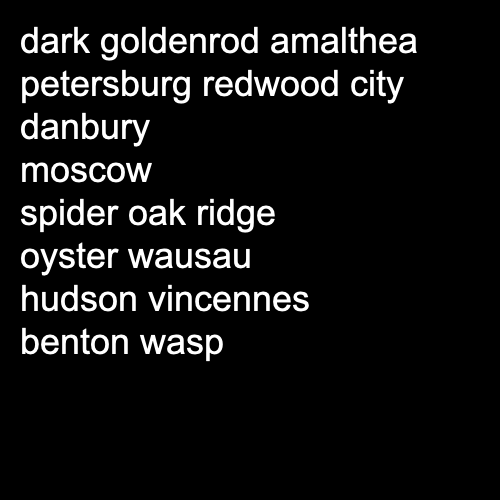 dark goldenrod amalthea
petersburg redwood city
danbury
moscow
spider oak ridge
oyster wausau
hudson vincennes
benton wasp